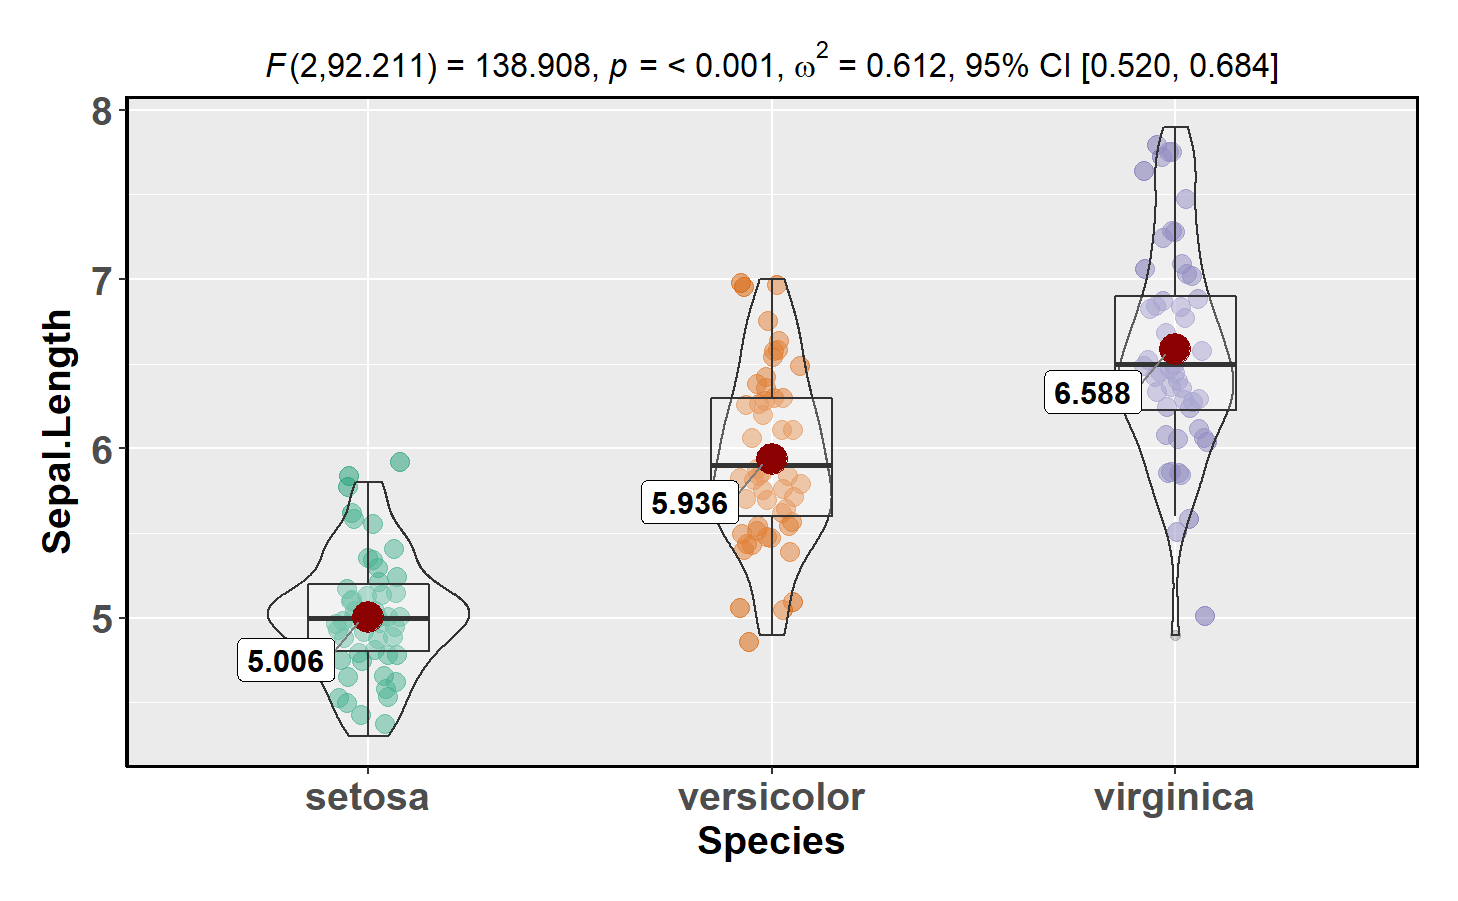 F(2,92.211) = 138.908, p = < 0.001, ω² = 0.612, 95% CI [0.520, 0.684]
8
7
6
5
Sepal.Length
6.588
5.936
5.006
setosa versicolor virginica
Species